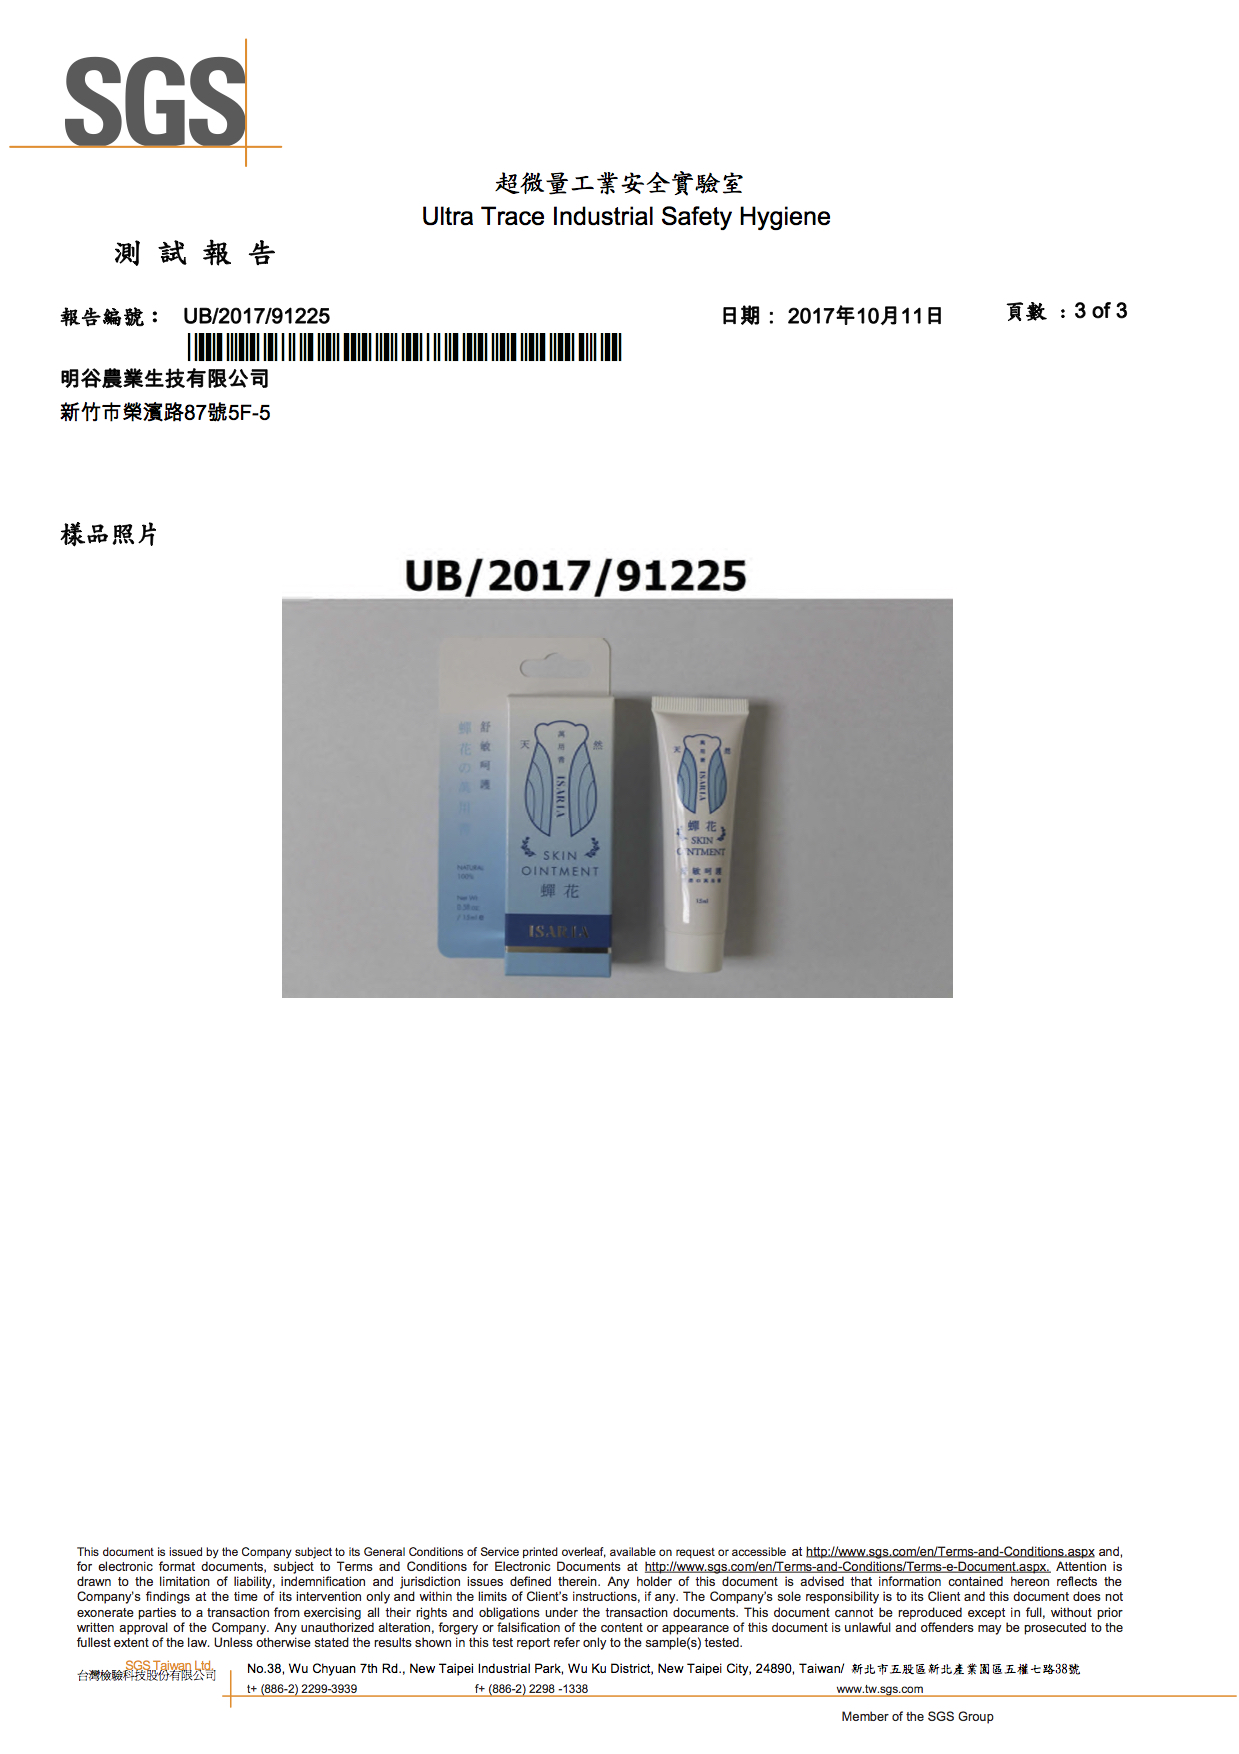 SGS
超微量工業安全實驗室
Ultra Trace Industrial Safety Hygiene
測 試 報 告
報告編號： UB/2017/91225 日期： 2017年10月11日 頁數 ：3 of 3
明谷農業生技有限公司
新竹市榮濱路87號5F-5
樣品照片
UB/2017/91225
舒敏呵護
蟬花の萬用膏
NATURAL
100%
Net Wt.
天 然
萬用膏
ISARIA
SKIN
OINTMENT
蟬花
ISARIA
天 然
萬用膏
ISARIA
蟬花
SKIN
OINTMENT
敏呵護
15ml
This document is issued by the Company subject to its General Conditions of Service printed overleaf, available on request or accessible at http://www.sgs.com/en/Terms-and-Conditions.aspx and,
for electronic format documents, subject to Terms and Conditions for Electronic Documents at http://www.sgs.com/en/Terms-and-Conditions/Terms-e-Document.aspx. Attention is
drawn to the limitation of liability, indemnification and jurisdiction issues defined therein. Any holder of this document is advised that information contained hereon reflects the
Company's findings at the time of its intervention only and within the limits of Client's instructions, if any. The Company's sole responsibility is to its Client and this document does not
exonerate parties to a transaction from exercising all their rights and obligations under the transaction documents. This document cannot be reproduced except in full, without prior
written approval of the Company. Any unauthorized alteration, forgery or falsification of the content or appearance of this document is unlawful and offenders may be prosecuted to the
fullest extent of the law. Unless otherwise stated the results shown in this test report refer only to the sample(s) tested.
SGS Taiwan Ltd.
台灣檢驗科技股份有限公司
No.38, Wu Chyuan 7th Rd., New Taipei Industrial Park, Wu Ku District, New Taipei City, 24890, Taiwan/ 新北市五股區新北產業園區五權七路38號
t+ (886-2) 2299-3939 f+ (886-2) 2298 -1338 www.tw.sgs.com
Member of the SGS Group